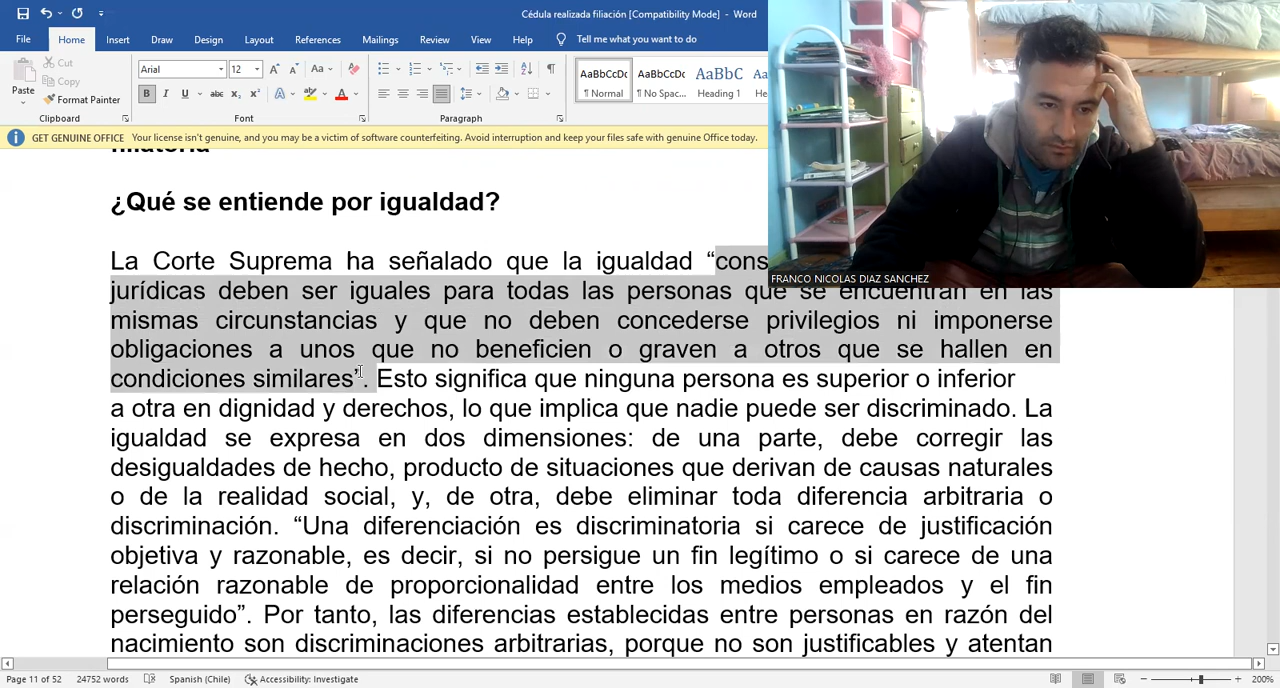 Cédula realizada filiación [Compatibility Mode] - Word
File Home Insert Draw Design Layout References Mailings Review View Help Tell me what you want to do
Paste Cut Copy Format Painter
Arial 12
AaBbCcDc AaBbCcDc AaBbC
¶ Normal ¶ No Spac... Heading 1
Clipboard Font Paragraph
GET GENUINE OFFICE Your license isn't genuine, and you may be a victim of software counterfeiting. Avoid interruption and keep your files safe with genuine Office today.
¿Qué se entiende por igualdad?
La Corte Suprema ha señalado que la igualdad “cons
jurídicas deben ser iguales para todas las personas que se encuentran en las
mismas circunstancias y que no deben concederse privilegios ni imponerse
obligaciones a unos que no beneficien o graven a otros que se hallen en
condiciones similares”. Esto significa que ninguna persona es superior o inferior
a otra en dignidad y derechos, lo que implica que nadie puede ser discriminado. La
igualdad se expresa en dos dimensiones: de una parte, debe corregir las
desigualdades de hecho, producto de situaciones que derivan de causas naturales
o de la realidad social, y, de otra, debe eliminar toda diferencia arbitraria o
discriminación. “Una diferenciación es discriminatoria si carece de justificación
objetiva y razonable, es decir, si no persigue un fin legítimo o si carece de una
relación razonable de proporcionalidad entre los medios empleados y el fin
perseguido”. Por tanto, las diferencias establecidas entre personas en razón del
nacimiento son discriminaciones arbitrarias, porque no son justificables y atentan
FRANCO NICOLAS DIAZ SANCHEZ
Page 11 of 52 24752 words Spanish (Chile) Accessibility: Investigate 200%